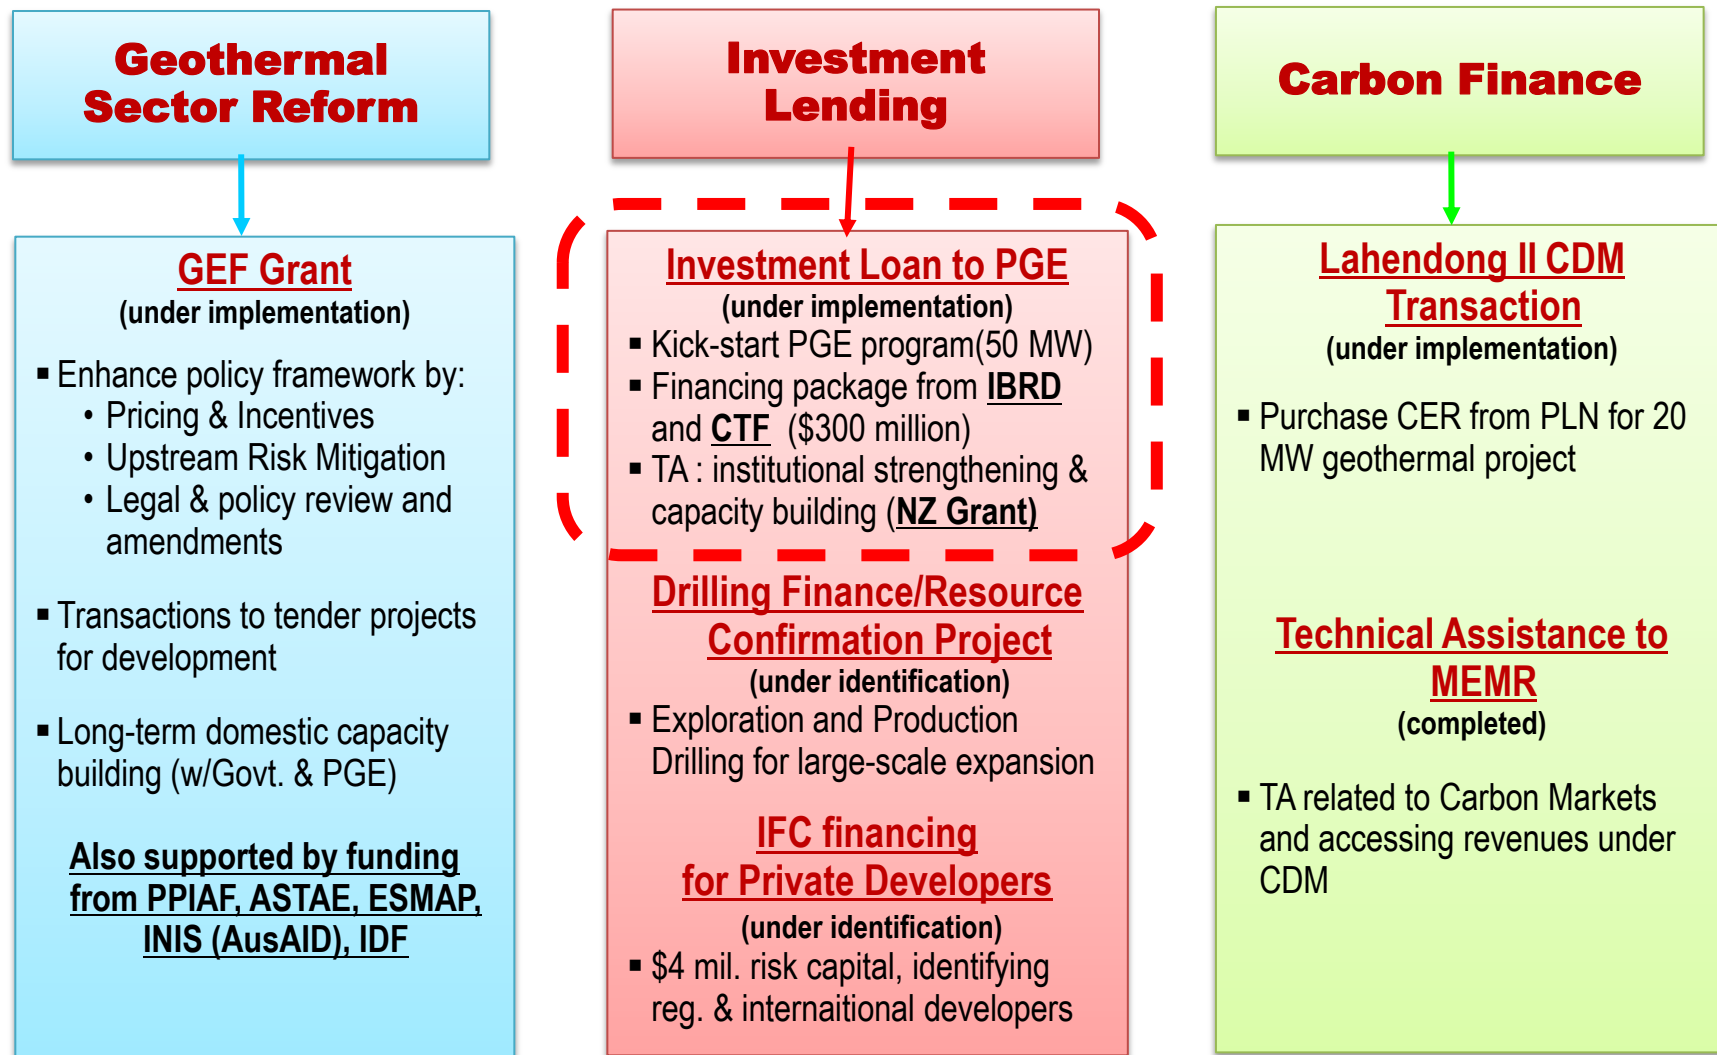 Geothermal
Sector Reform
GEF Grant
(under implementation)
▪ Enhance policy framework by:
• Pricing & Incentives
• Upstream Risk Mitigation
• Legal & policy review and
amendments
▪ Transactions to tender projects
for development
▪ Long-term domestic capacity
building (w/Govt. & PGE)
Also supported by funding
from PPIAF, ASTAE, ESMAP,
INIS (AusAID), IDF
Investment
Lending
Investment Loan to PGE
(under implementation)
▪ Kick-start PGE program(50 MW)
▪ Financing package from IBRD
and CTF ($300 million)
▪ TA : institutional strengthening &
capacity building (NZ Grant)
Drilling Finance/Resource
Confirmation Project
(under identification)
▪ Exploration and Production
Drilling for large-scale expansion
IFC financing
for Private Developers
(under identification)
▪ $4 mil. risk capital, identifying
reg. & internaitional developers
Carbon Finance
Lahendong II CDM
Transaction
(under implementation)
▪ Purchase CER from PLN for 20
MW geothermal project
Technical Assistance to
MEMR
(completed)
▪ TA related to Carbon Markets
and accessing revenues under
CDM